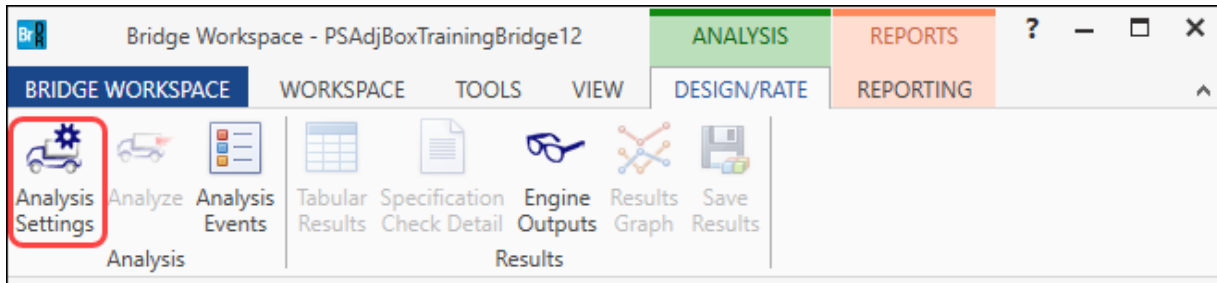 Br DR Bridge Workspace - PSAdjBoxTrainingBridge12 ANALYSIS REPORTS ?
BRIDGE WORKSPACE WORKSPACE TOOLS VIEW DESIGN/RATE REPORTING
Analysis Analyze Analysis Tabular Specification Engine Results Save
Settings Events Results Check Detail Outputs Graph Results
Analysis Results